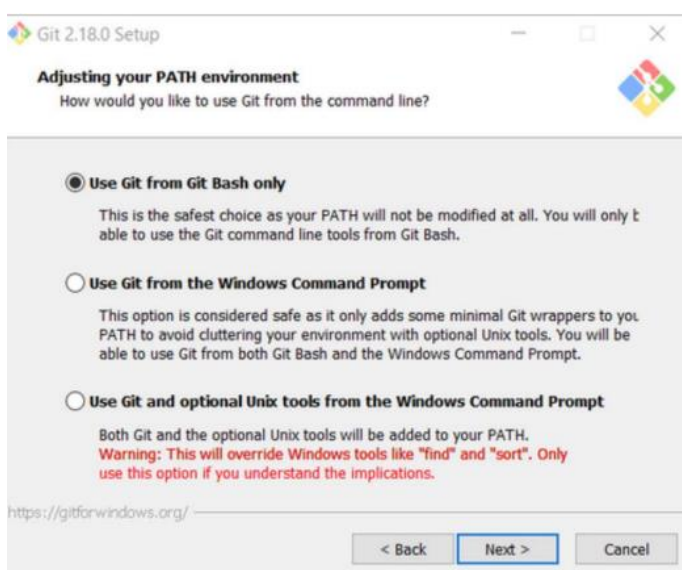 Git 2.18.0 Setup
Adjusting your PATH environment
How would you like to use Git from the command line?
Use Git from Git Bash only
This is the safest choice as your PATH will not be modified at all. You will only b
able to use the Git command line tools from Git Bash.
Use Git from the Windows Command Prompt
This option is considered safe as it only adds some minimal Git wrappers to you
PATH to avoid cluttering your environment with optional Unix tools. You will be
able to use Git from both Git Bash and the Windows Command Prompt.
Use Git and optional Unix tools from the Windows Command Prompt
Both Git and the optional Unix tools will be added to your PATH.
Warning: This will override Windows tools like "find" and "sort". Only
use this option if you understand the implications.
https://gitforwindows.org/
< Back Next > Cancel